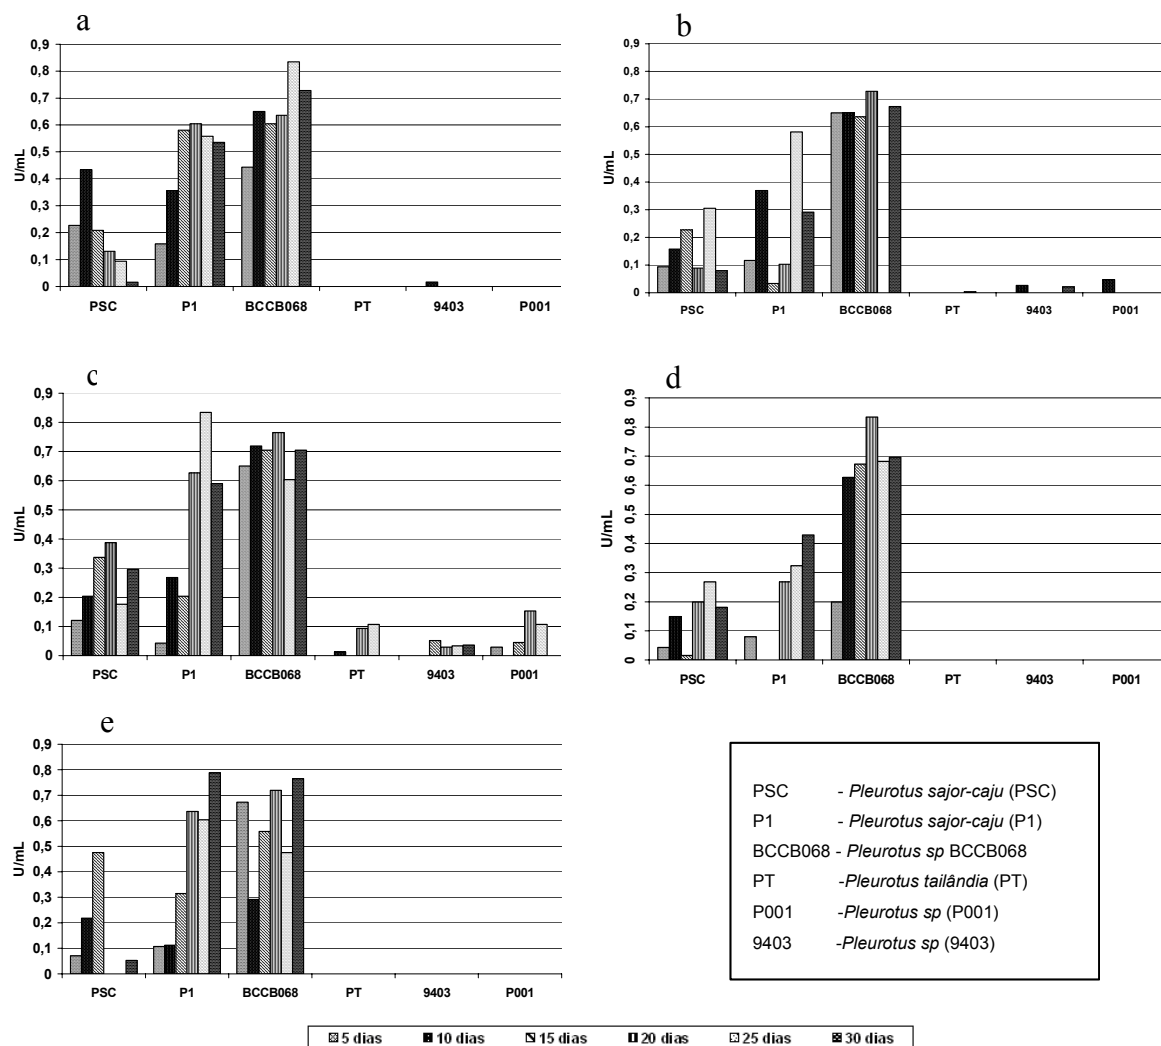 a
0,9
0,8
0,7
0,6
0,5
0,4
0,3
0,2
0,1
0
U/mL
PSC P1 BCCB068 PT 9403 P001
b
0,9
0,8
0,7
0,6
0,5
0,4
0,3
0,2
0,1
0
U/mL
PSC P1 BCCB068 PT 9403 P001
c
0,9
0,8
0,7
0,6
0,5
0,4
0,3
0,2
0,1
0
U/mL
PSC P1 BCCB068 PT 9403 P001
d
0,9
0,8
0,7
0,6
0,5
0,4
0,3
0,2
0,1
0
U/mL
PSC P1 BCCB068 PT 9403 P001
e
0,9
0,8
0,7
0,6
0,5
0,4
0,3
0,2
0,1
0
U/mL
PSC P1 BCCB068 PT 9403 P001
PSC - Pleurotus sajor-caju (PSC)
P1 - Pleurotus sajor-caju (P1)
BCCB068 - Pleurotus sp BCCB068
PT -Pleurotus tailândia (PT)
P001 -Pleurotus sp (P001)
9403 -Pleurotus sp (9403)
5 dias 10 dias 15 dias 20 dias 25 dias 30 dias